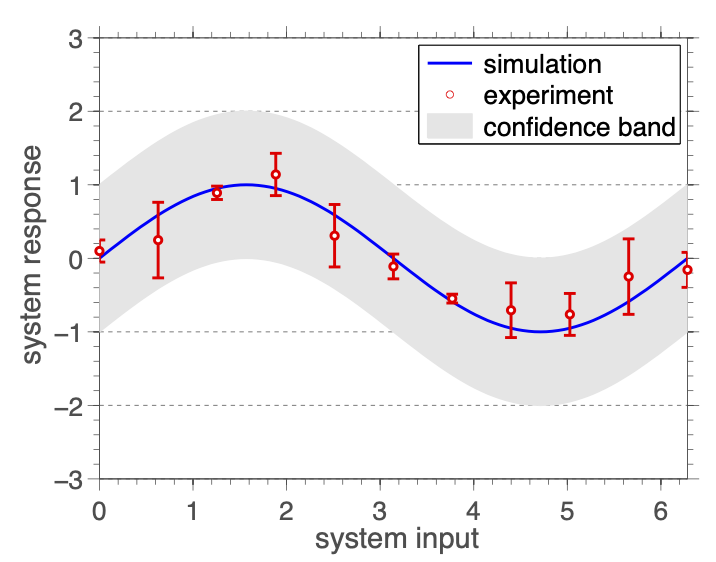 3
2
1
0
−1
−2
−3
system response
simulation
experiment
confidence band
0 1 2 3 4 5 6
system input